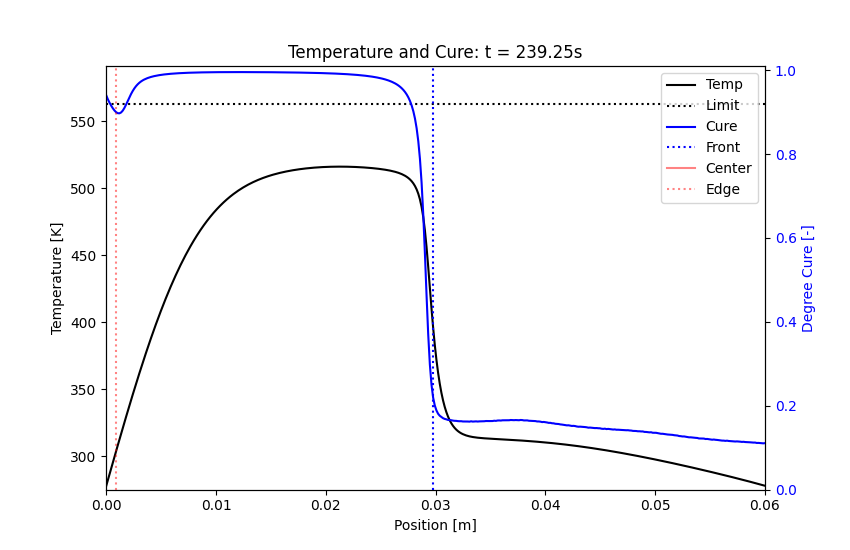 Temperature and Cure: t = 239.25s
Temp
Limit
Cure
Front
Center
Edge
Temperature [K]
550
500
450
400
350
300
Degree Cure [-]
1.0
0.8
0.6
0.4
0.2
0.0
0.00 0.01 0.02 0.03 0.04 0.05 0.06
Position [m]